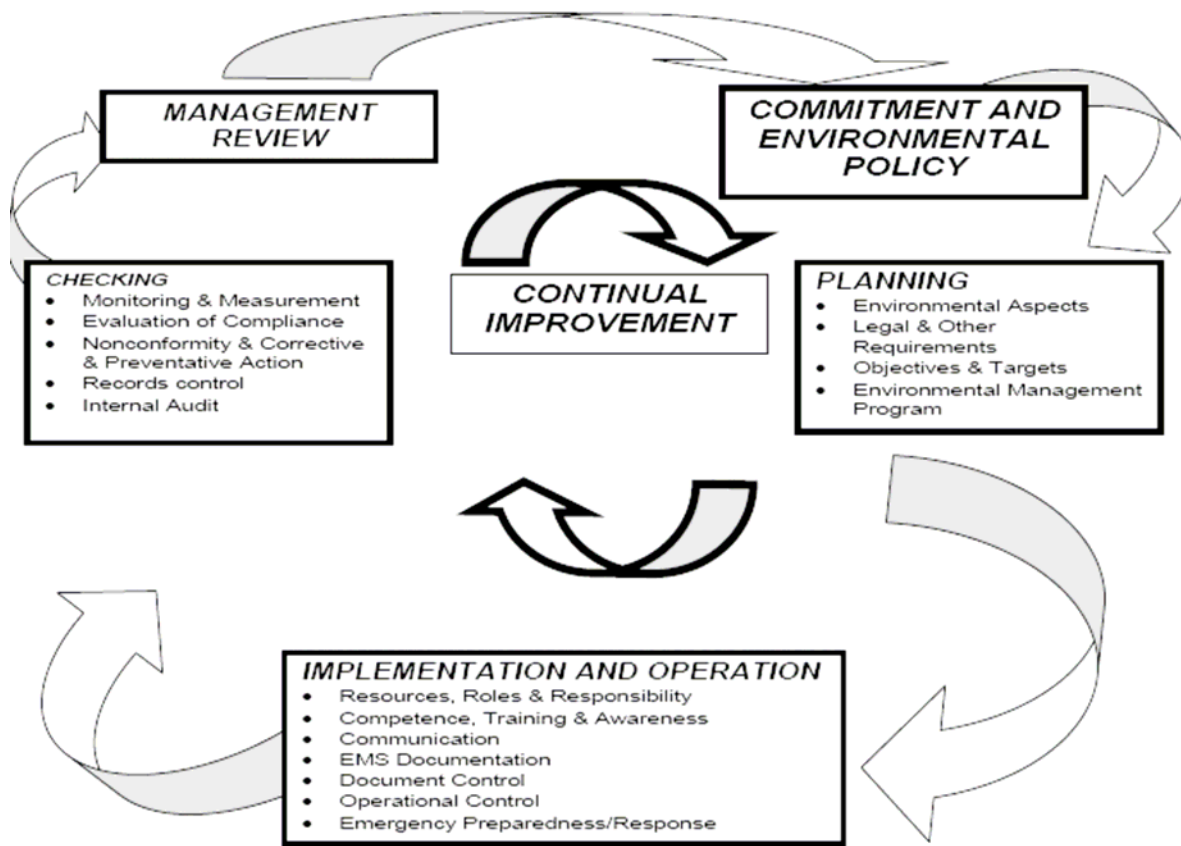 MANAGEMENT
REVIEW
COMMITMENT AND
ENVIRONMENTAL
POLICY
CHECKING
• Monitoring & Measurement
• Evaluation of Compliance
• Nonconformity & Corrective
& Preventative Action
• Records control
• Internal Audit
CONTINUAL
IMPROVEMENT
PLANNING
• Environmental Aspects
• Legal & Other
Requirements
• Objectives & Targets
• Environmental Management
Program
IMPLEMENTATION AND OPERATION
• Resources, Roles & Responsibility
• Competence, Training & Awareness
• Communication
• EMS Documentation
• Document Control
• Operational Control
• Emergency Preparedness/Response